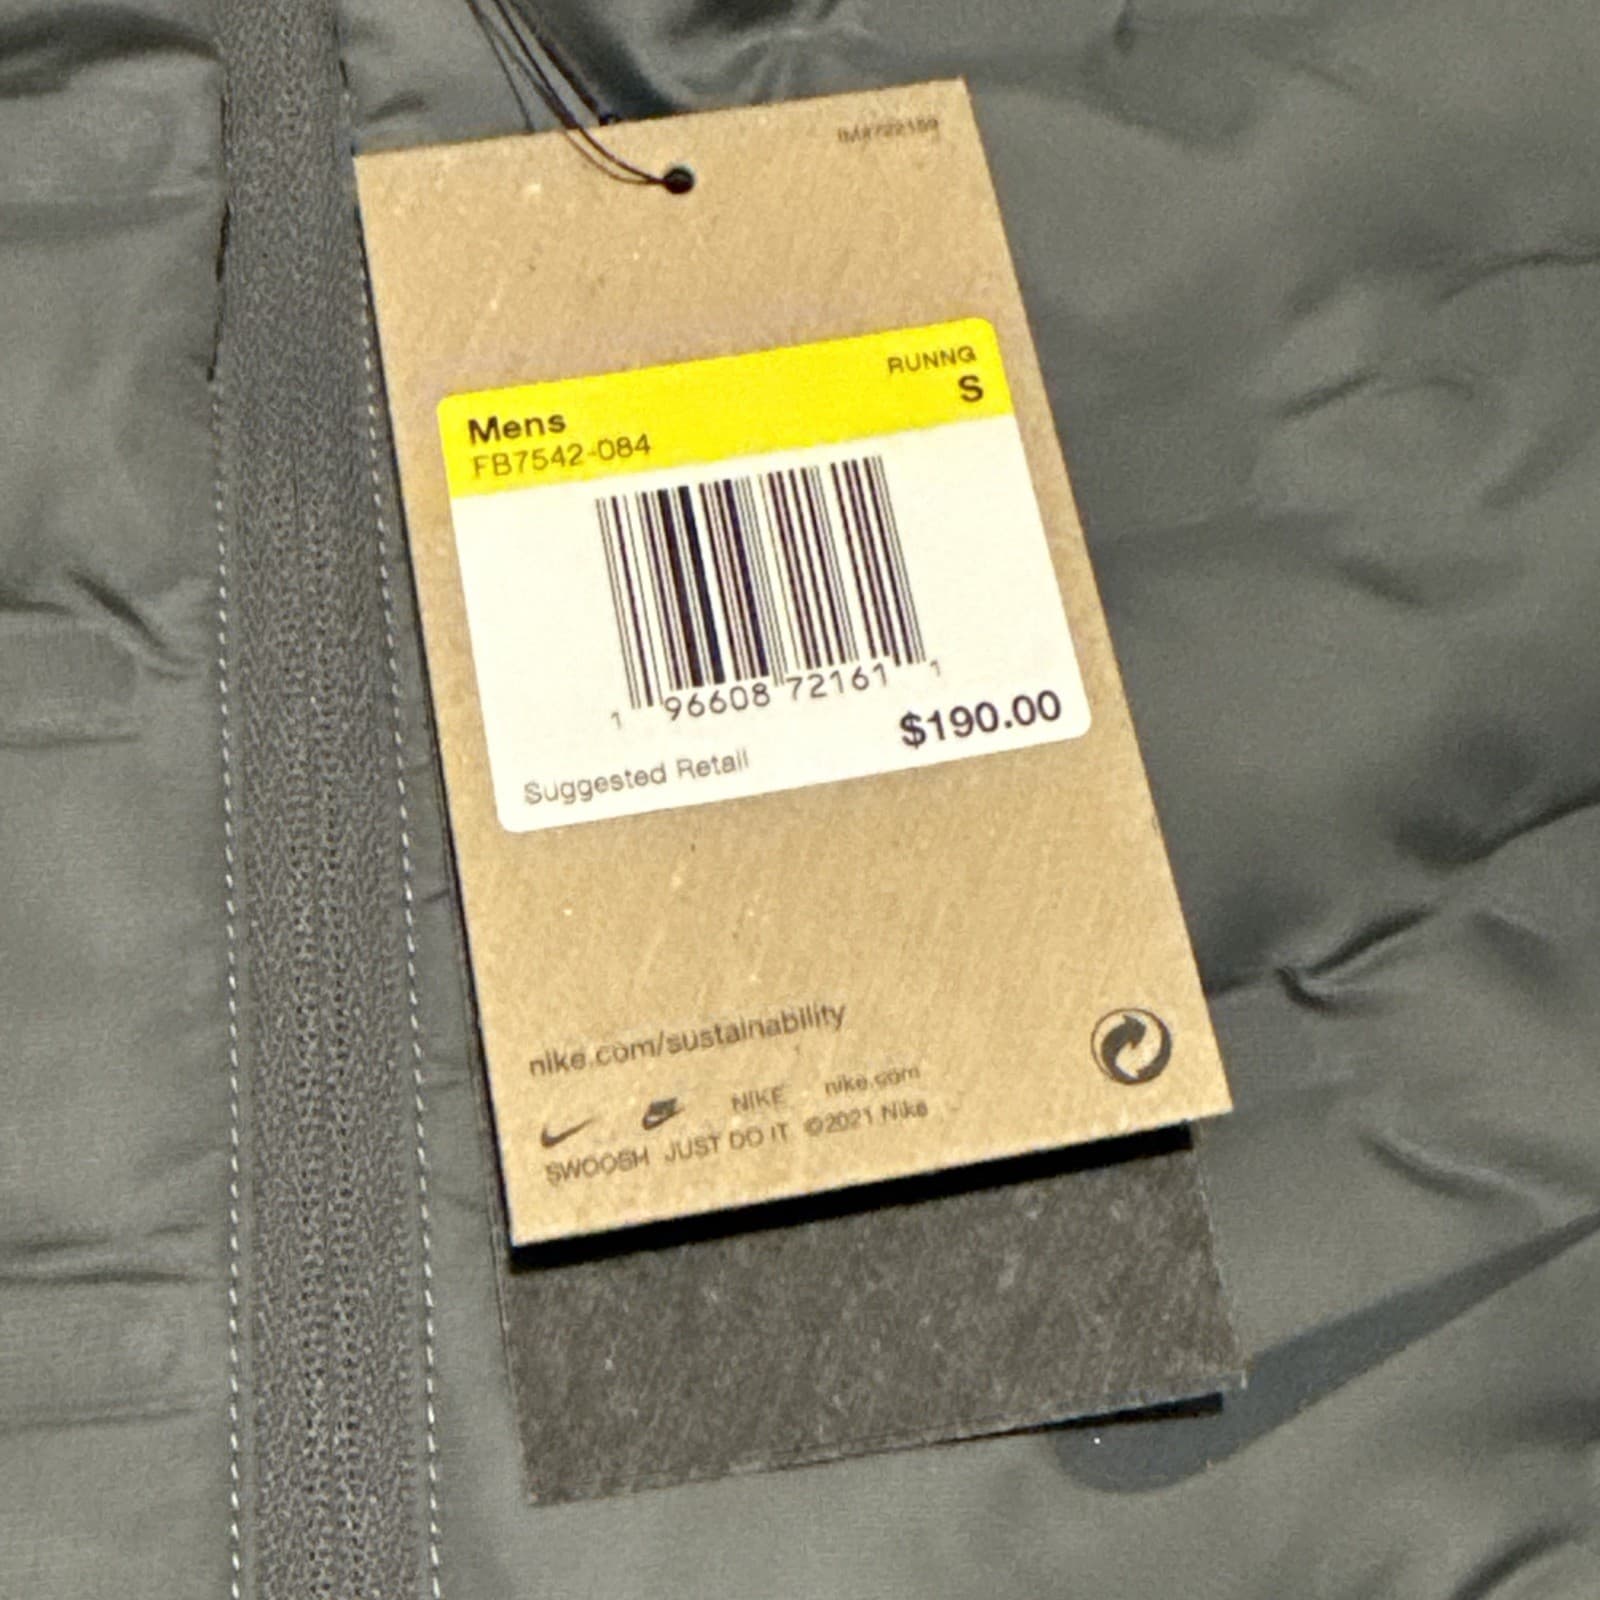 RUNNG
Mens S
FB7542-084
1 96608 72161 1
$190.00
Suggested Retail
nike.com/sustainability
NIKE nike.com
SWOOSH JUST DO IT ©2021 Nike